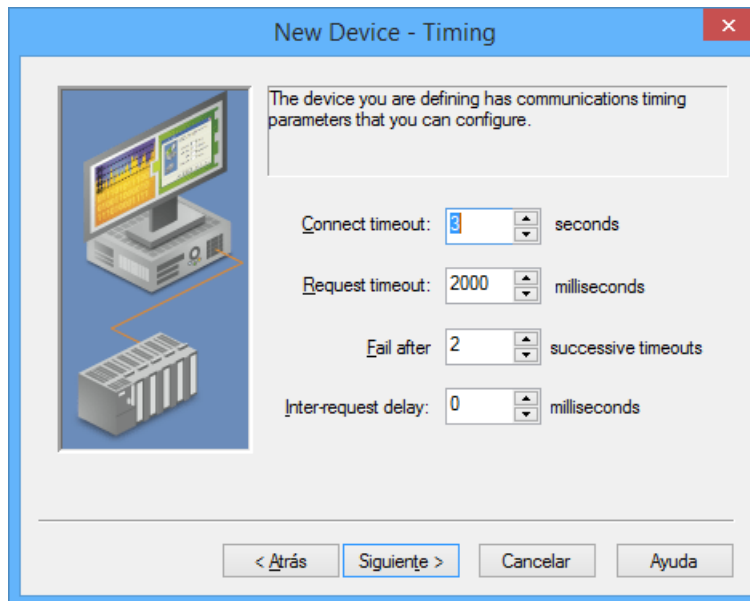 New Device - Timing
The device you are defining has communications timing
parameters that you can configure.
Connect timeout: 3 seconds
Request timeout: 2000 milliseconds
Fail after 2 successive timeouts
Inter-request delay: 0 milliseconds
< Atrás Siguiente > Cancelar Ayuda